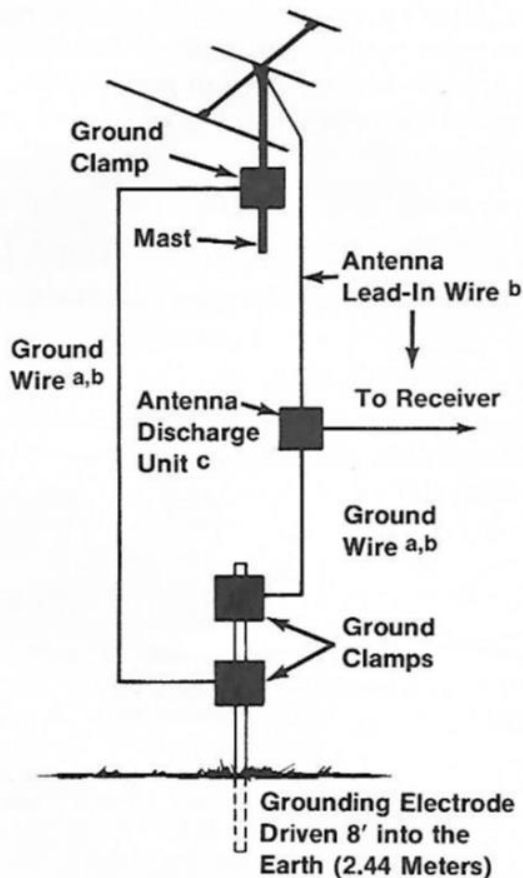 Ground
Clamp
Mast
Antenna
Lead-In Wire b
Ground
Wire a,b
Antenna
Discharge
Unit c
To Receiver
Ground
Wire a,b
Ground
Clamps
Grounding Electrode
Driven 8' into the
Earth (2.44 Meters)